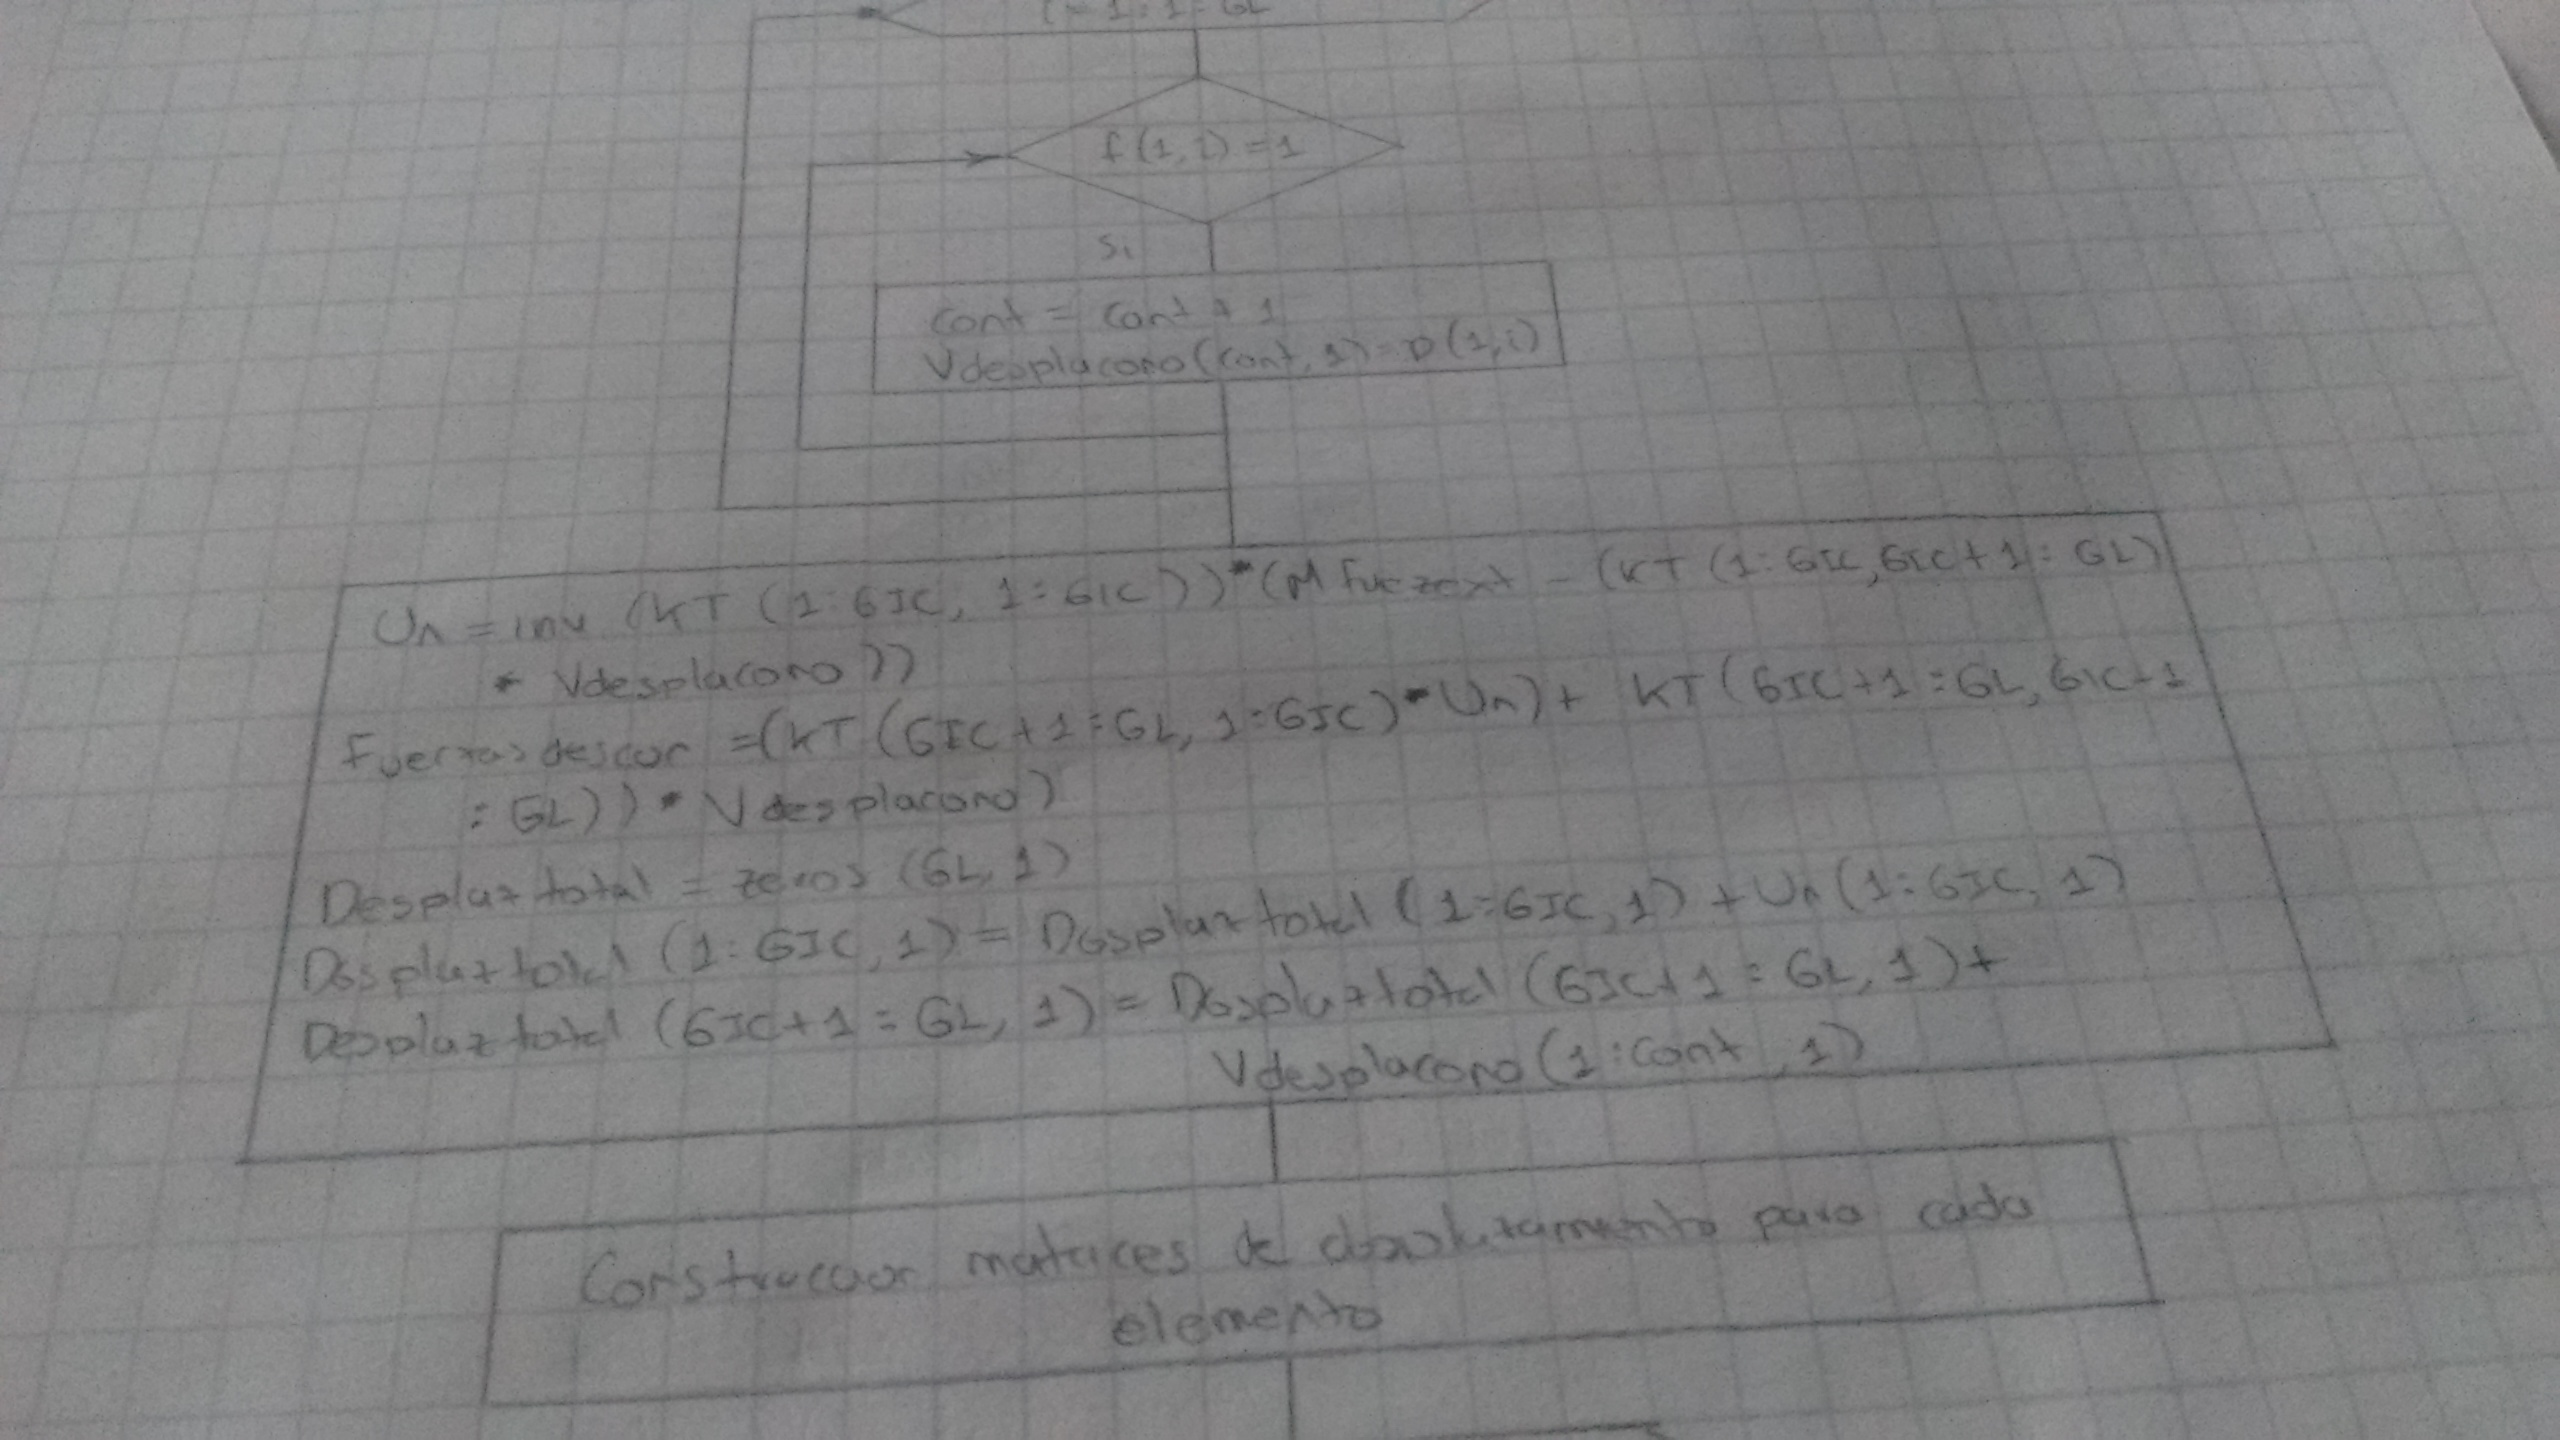 i = 1 : 1 = GL
f(1,i) = 1
Si
Cont = Cont + 1
Vdesplacono(cont, 1) = D(1,i)
Un = inv (KT (1:GIC, 1:GIC))*(MFuerzext - (KT (1:GIC, GIC+1:GL)
* Vdesplacono))
Fuerzasdescor =(KT (GIC+1:GL, 1:GIC)*Un)+ KT(GIC+1:GL, GIC+1
:GL))*Vdesplacono)
Desplaztotal = zeros (GL,1)
Desplaztotal (1:GIC,1) = Desplaztotal (1:GIC,1)+Un(1:GIC, 1)
Desplaztotal (GIC+1:GL, 1) = Desplaztotal (GIC+1:GL,1)+
Vdesplacono(1:Cont,1)
Construccion matrices de desplazamiento para cada
elemento